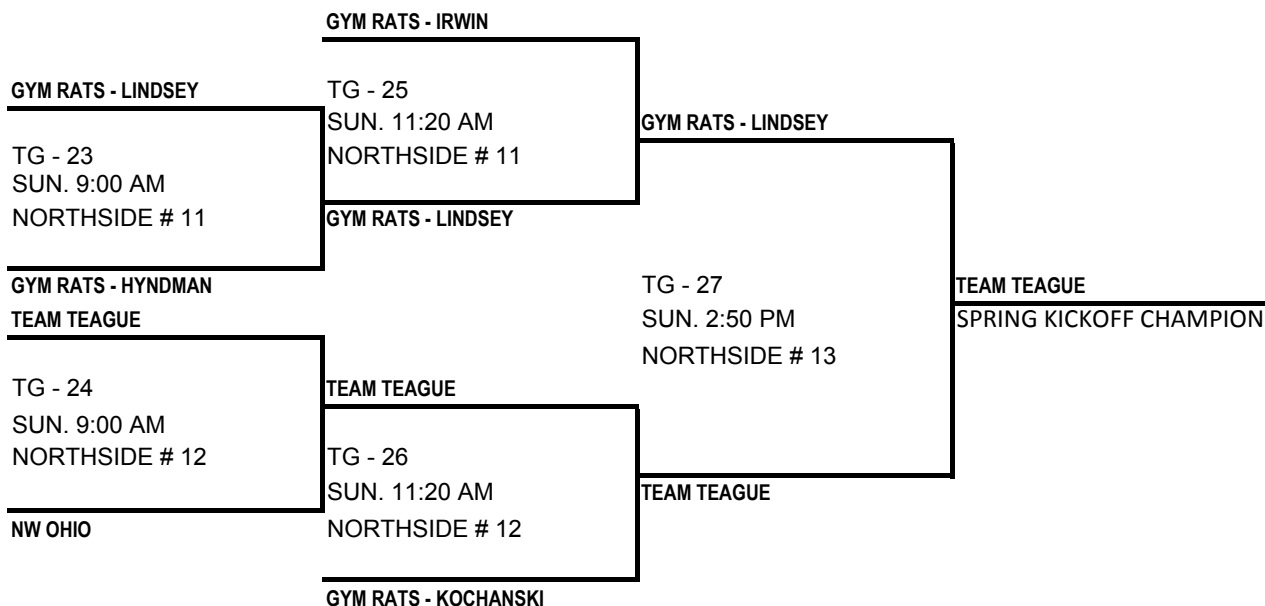 GYM RATS - IRWIN
GYM RATS - LINDSEY
TG - 23
SUN. 9:00 AM
NORTHSIDE # 11
GYM RATS - HYNDMAN
TEAM TEAGUE
TG - 24
SUN. 9:00 AM
NORTHSIDE # 12
NW OHIO
TG - 25
SUN. 11:20 AM
NORTHSIDE # 11
GYM RATS - LINDSEY
TEAM TEAGUE
TG - 26
SUN. 11:20 AM
NORTHSIDE # 12
GYM RATS - KOCHANSKI
GYM RATS - LINDSEY
TG - 27
SUN. 2:50 PM
NORTHSIDE # 13
TEAM TEAGUE
TEAM TEAGUE
SPRING KICKOFF CHAMPION